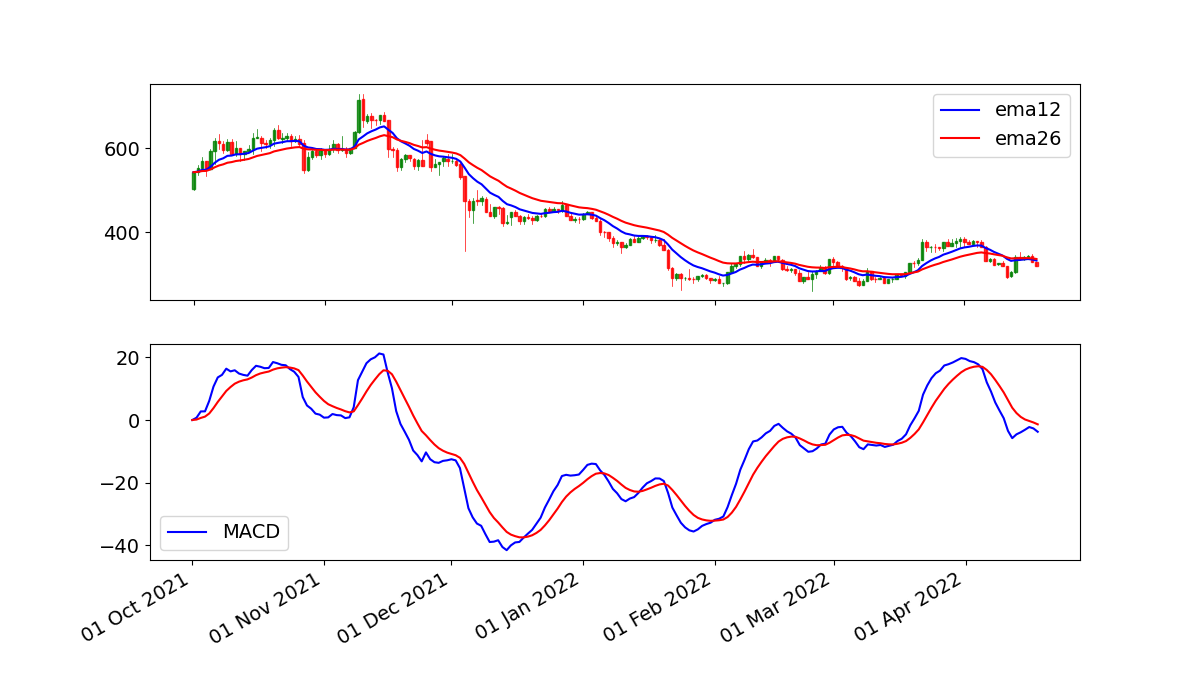 600
400
ema12
ema26
20
0
−20
−40
MACD
01 Oct 2021
01 Nov 2021
01 Dec 2021
01 Jan 2022
01 Feb 2022
01 Mar 2022
01 Apr 2022